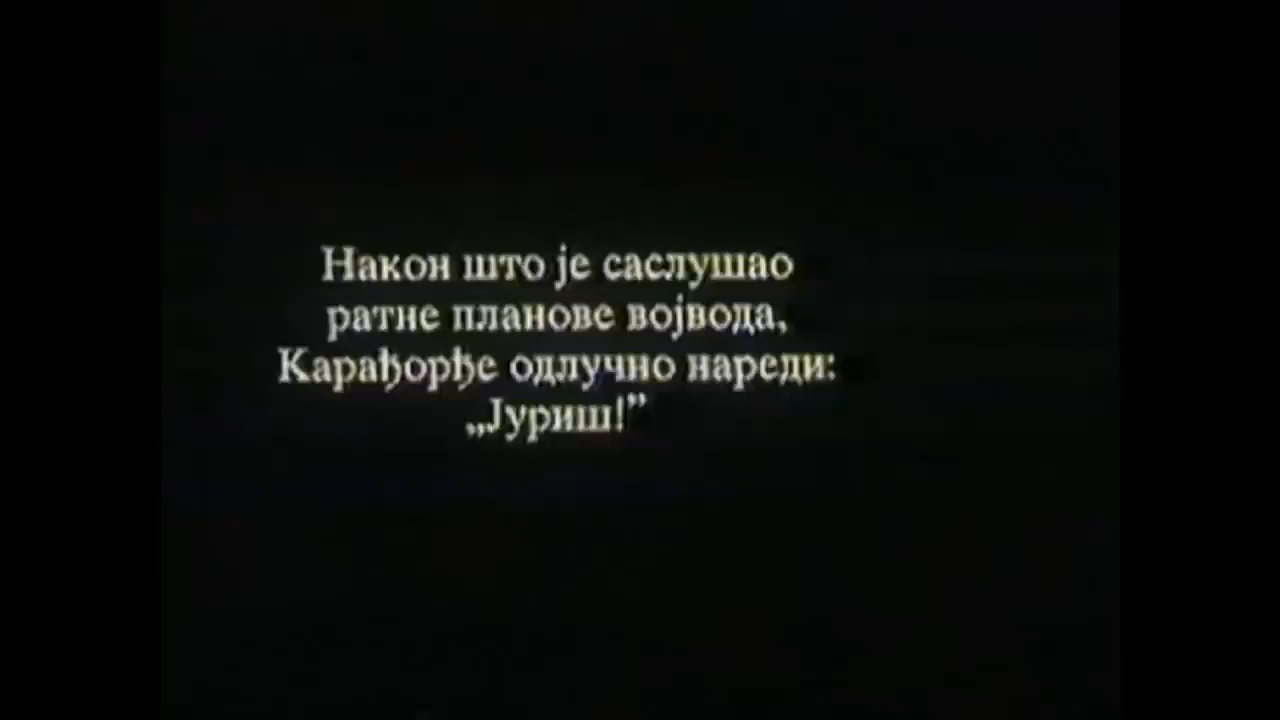 Након што је саслушао
ратне планове војвода,
Карађорђе одлучно нареди:
„Јуриш!”